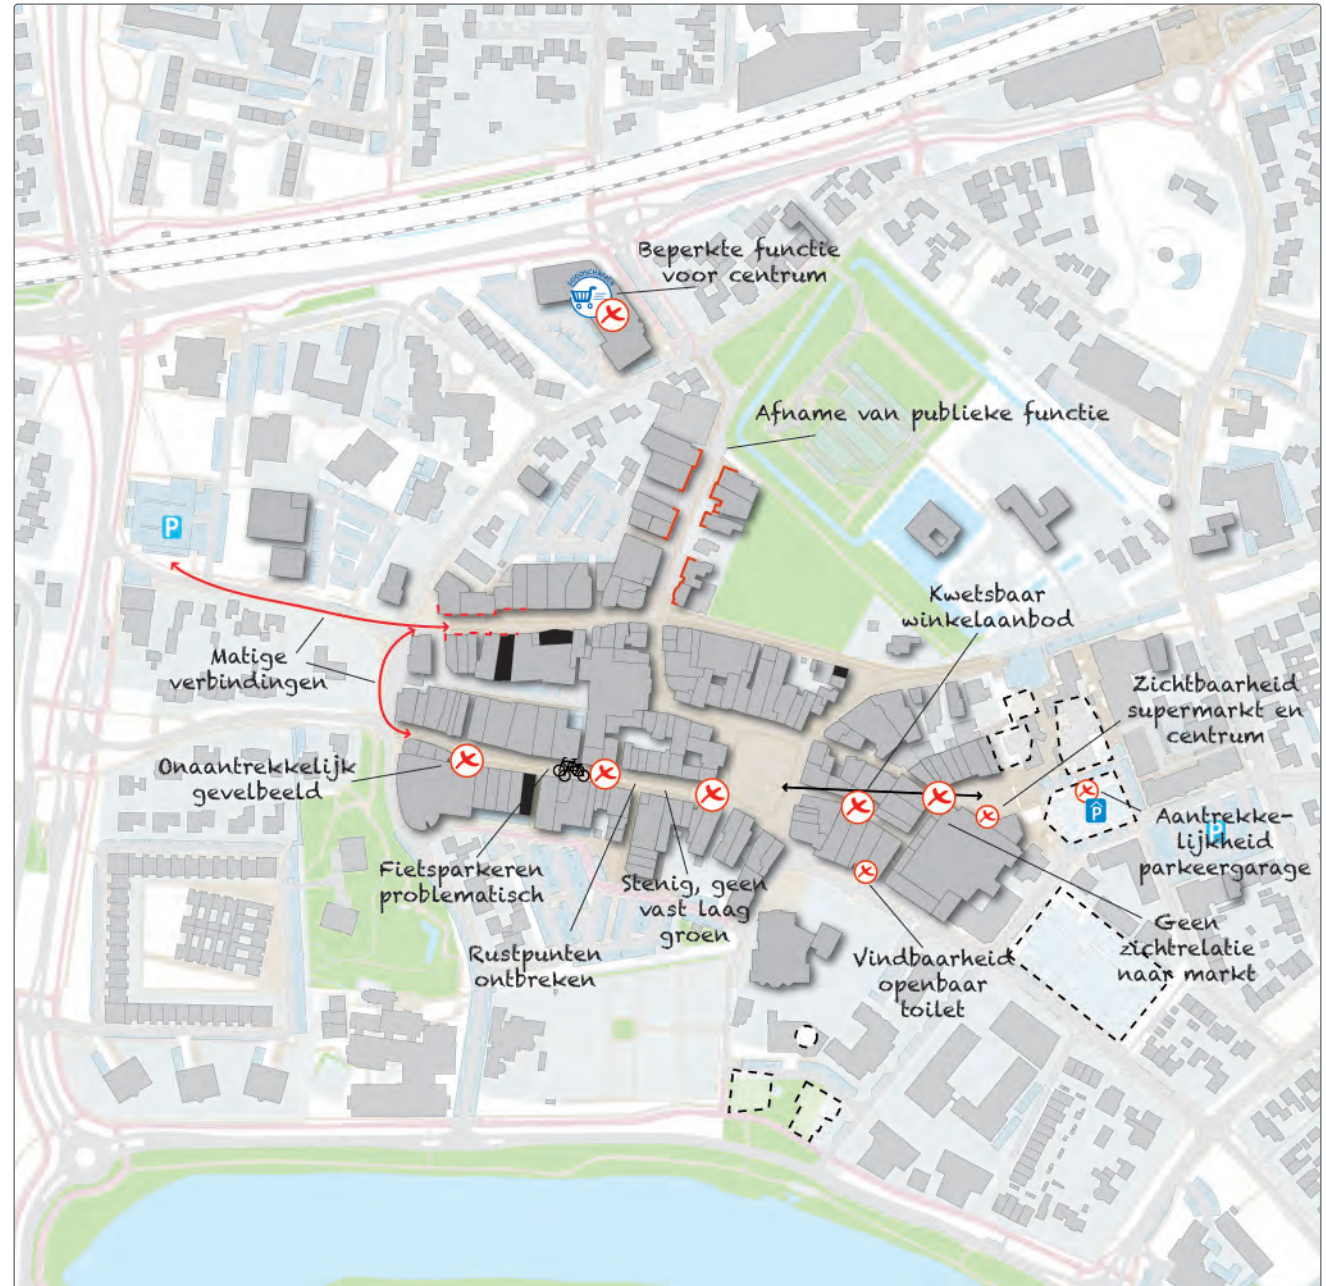 Beperkte functie
voor centrum
BOODSCHAPPEN
Afname van publieke functie
P
Kwetsbaar
winkelaanbod
Matige
verbindingen
Zichtbaarheid
supermarkt en
centrum
Onaantrekkelijk
gevelbeeld
P
Aantrekke-
lijkheid
parkeergarage
P
Fietsparkeren
problematisch
Stenig, geen
vast laag
groen
Rustpunten
ontbreken
Vindbaarheid
openbaar
toilet
Geen
zichtrelatie
naar markt